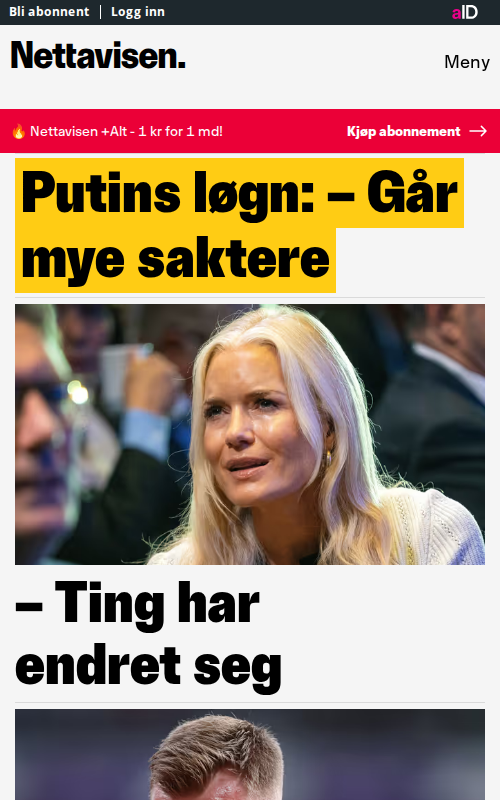 Bli abonnent | Logg inn
aID
Nettavisen.
Meny
🔥 Nettavisen +Alt - 1 kr for 1 md!
Kjøp abonnement →
Putins løgn: – Går
mye saktere
– Ting har
endret seg